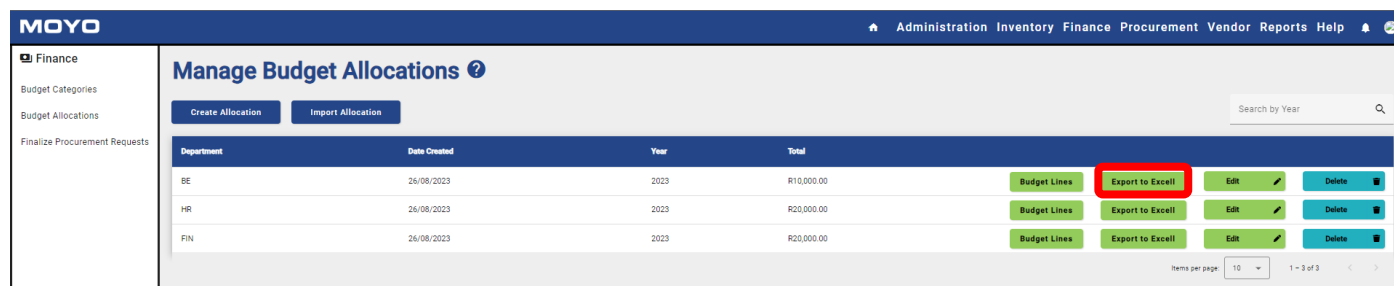 MOYO
Administration Inventory Finance Procurement Vendor Reports Help
Finance
Budget Categories
Budget Allocations
Finalize Procurement Requests
Manage Budget Allocations ?
Create Allocation Import Allocation
Search by Year
Department Date Created Year Total
BE 26/08/2023 2023 R10,000.00 Budget Lines Export to Excell Edit Delete
HR 26/08/2023 2023 R20,000.00 Budget Lines Export to Excell Edit Delete
FIN 26/08/2023 2023 R20,000.00 Budget Lines Export to Excell Edit Delete
Items per page: 10 1 – 3 of 3